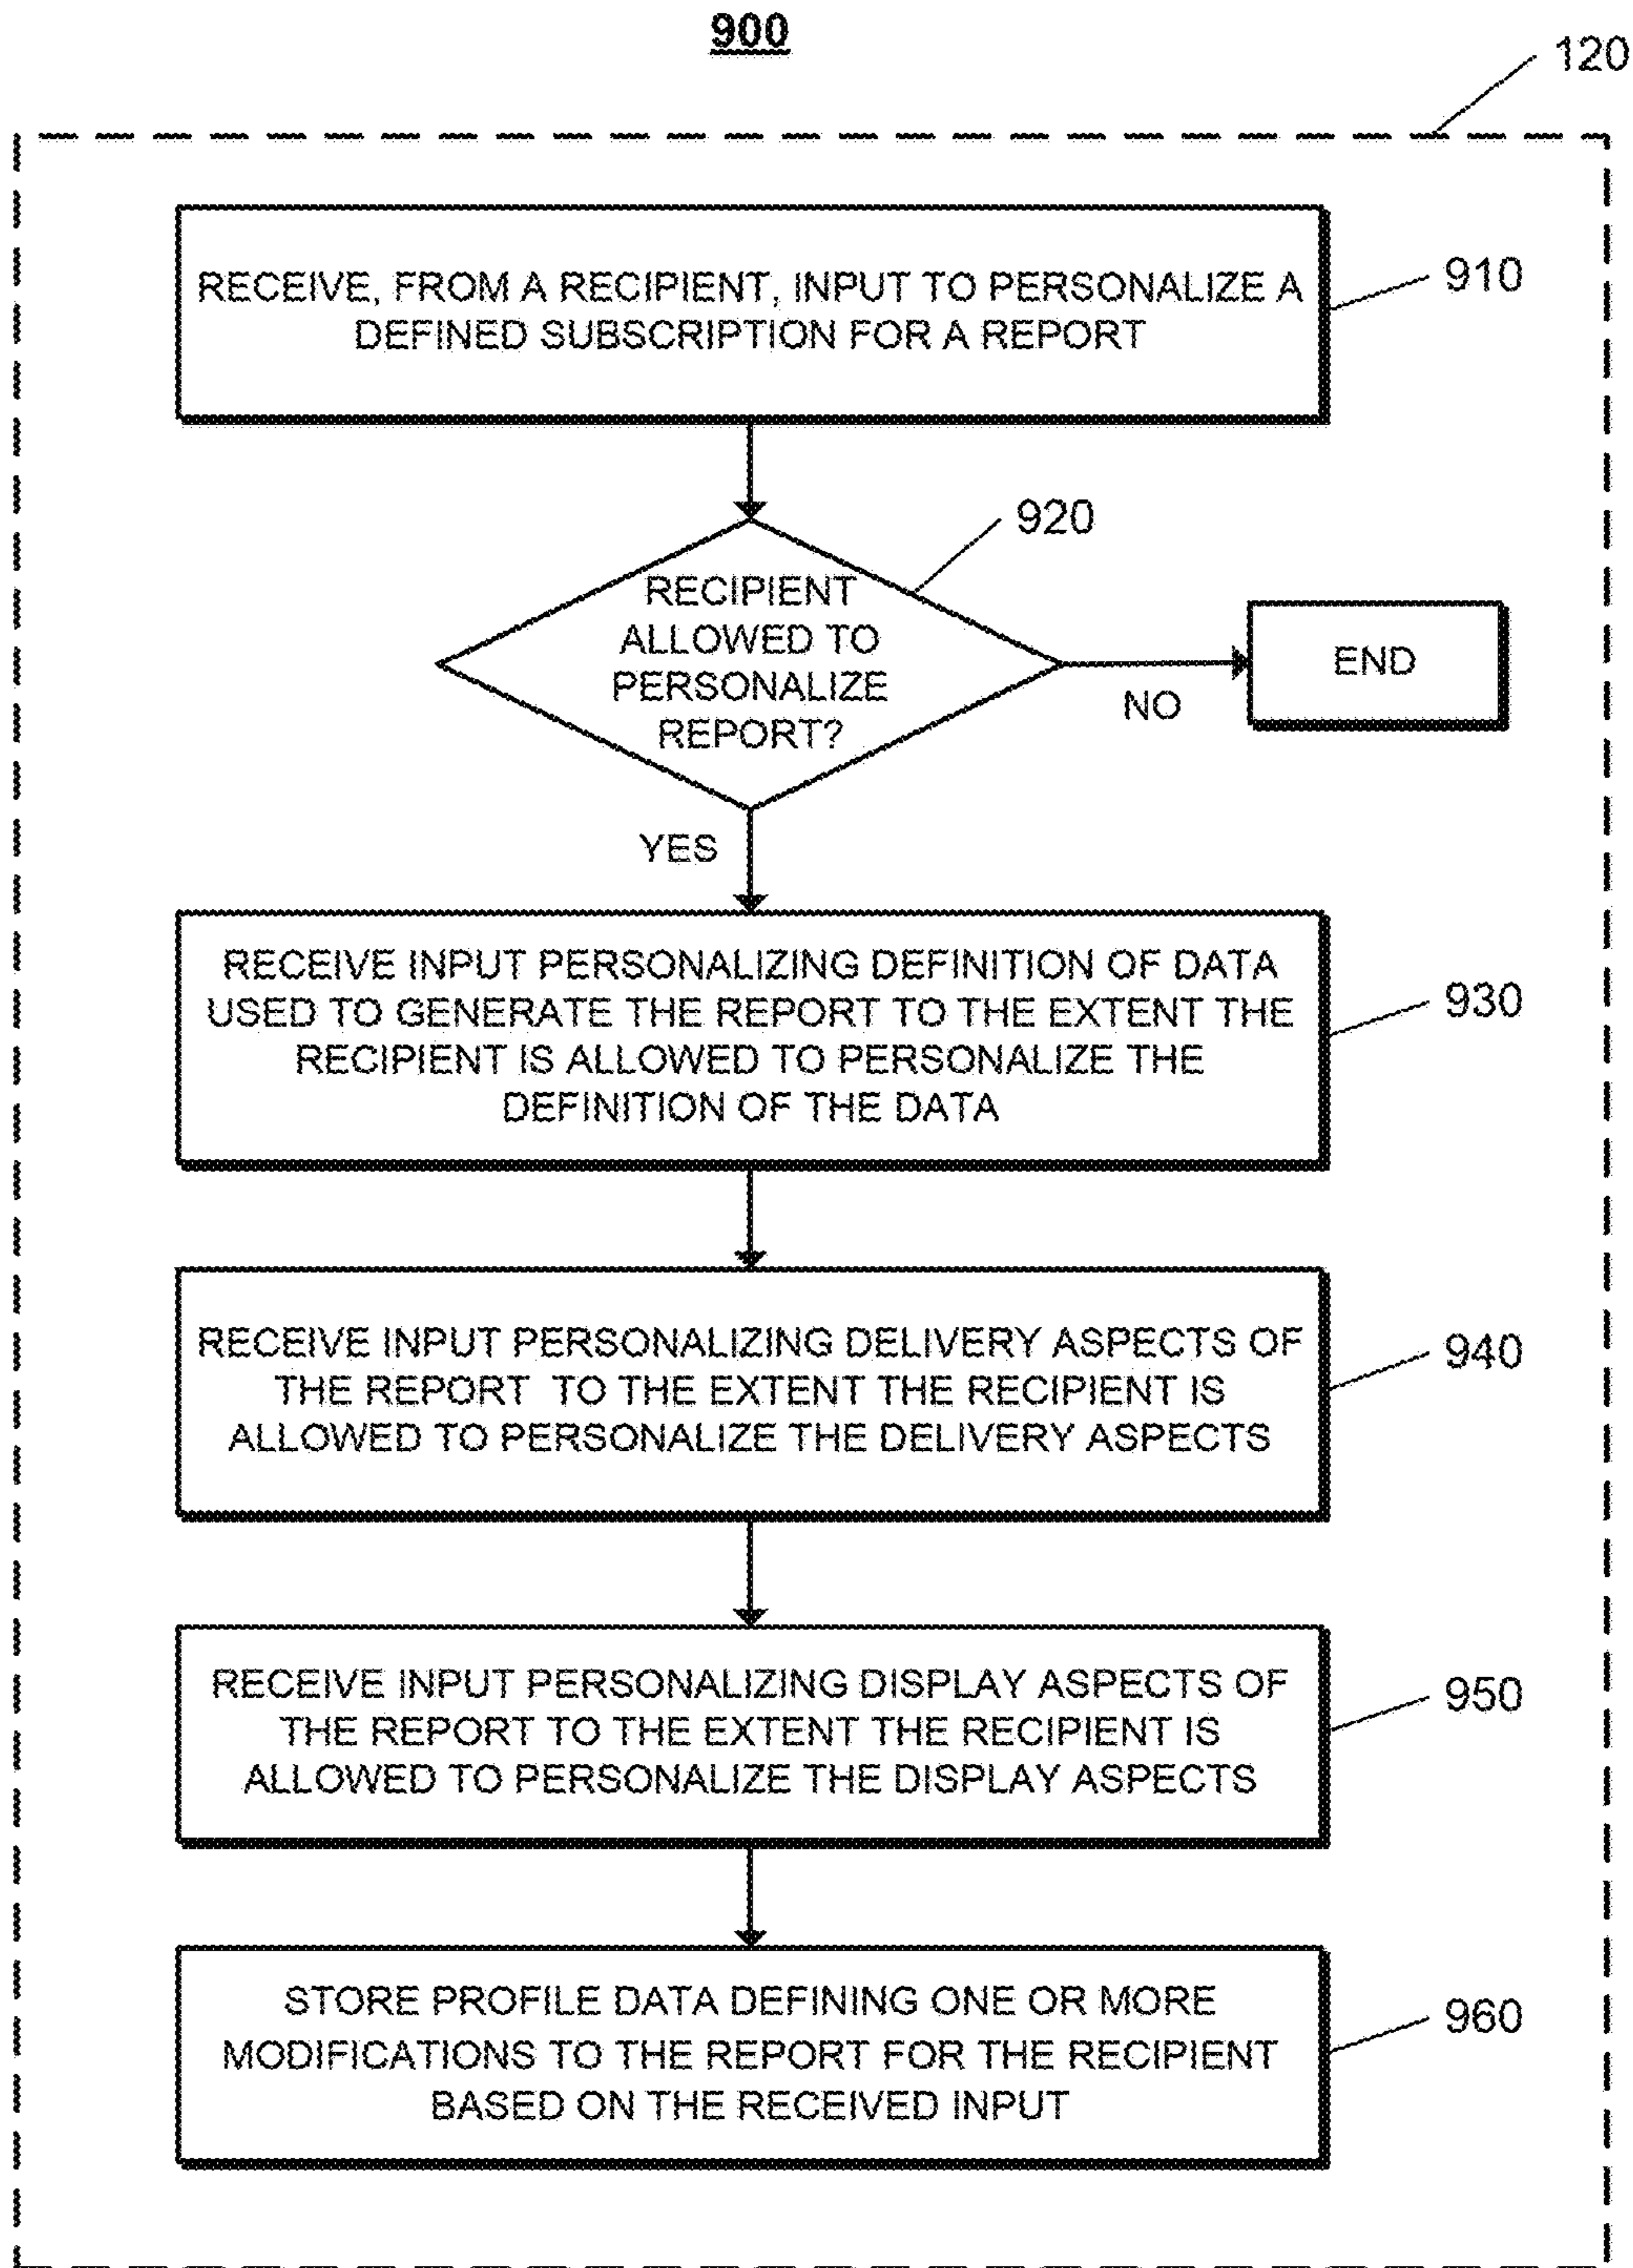 900
120
RECEIVE, FROM A RECIPIENT, INPUT TO PERSONALIZE A
DEFINED SUBSCRIPTION FOR A REPORT
910
920
RECIPIENT
ALLOWED TO
PERSONALIZE
REPORT?
END
NO
YES
RECEIVE INPUT PERSONALIZING DEFINITION OF DATA
USED TO GENERATE THE REPORT TO THE EXTENT THE
RECIPIENT IS ALLOWED TO PERSONALIZE THE
DEFINITION OF THE DATA
930
RECEIVE INPUT PERSONALIZING DELIVERY ASPECTS OF
THE REPORT TO THE EXTENT THE RECIPIENT IS
ALLOWED TO PERSONALIZE THE DELIVERY ASPECTS
940
RECEIVE INPUT PERSONALIZING DISPLAY ASPECTS OF
THE REPORT TO THE EXTENT THE RECIPIENT IS
ALLOWED TO PERSONALIZE THE DISPLAY ASPECTS
950
STORE PROFILE DATA DEFINING ONE OR MORE
MODIFICATIONS TO THE REPORT FOR THE RECIPIENT
BASED ON THE RECEIVED INPUT
960